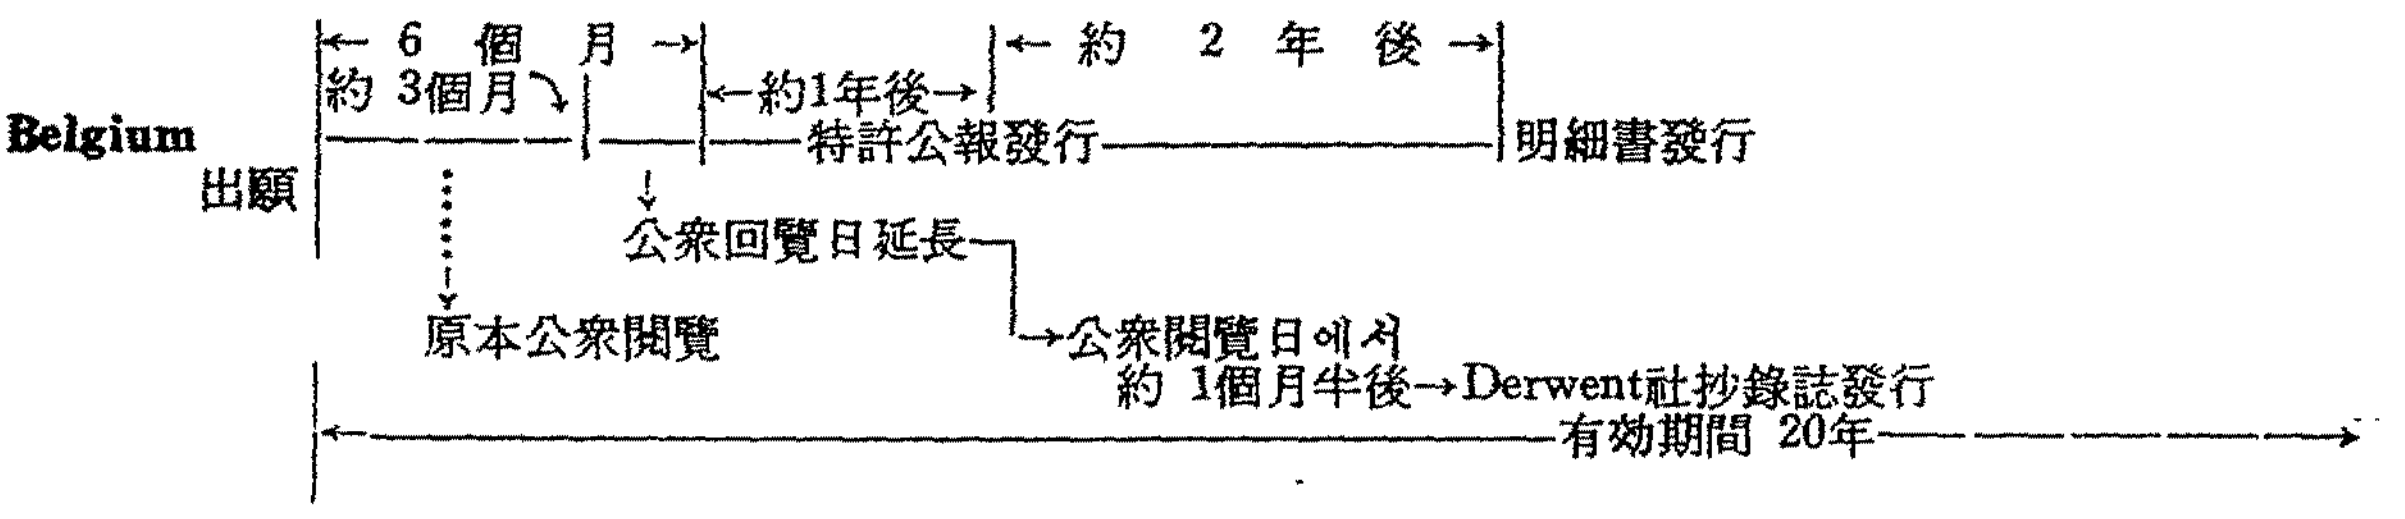 6 個 月
約 2 年 後
約 3個月
約1年後
Belgium
特許公報發行
明細書發行
出願
公衆回覽日延長
原本公衆閲覽
公衆閲覽日에서
約 1個月半後→Derwent社抄錄誌發行
有効期間 20年